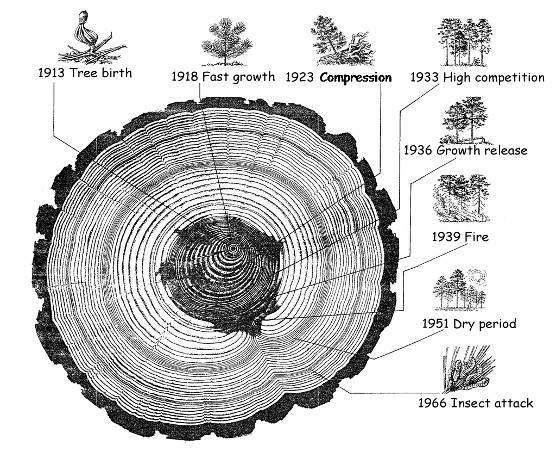 1913 Tree birth
1918 Fast growth
1923 Compression
1933 High competition
1936 Growth release
1939 Fire
1951 Dry period
1966 Insect attack